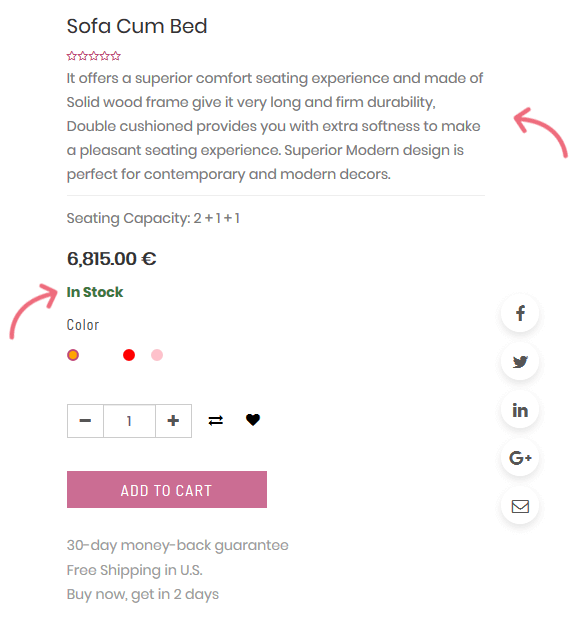 Sofa Cum Bed
It offers a superior comfort seating experience and made of
Solid wood frame give it very long and firm durability,
Double cushioned provides you with extra softness to make
a pleasant seating experience. Superior Modern design is
perfect for contemporary and modern decors.
Seating Capacity: 2 + 1 + 1
6,815.00 €
In Stock
Color
1
ADD TO CART
30-day money-back guarantee
Free Shipping in U.S.
Buy now, get in 2 days